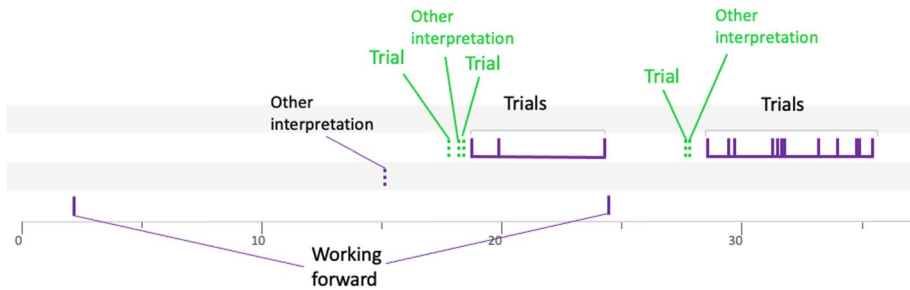 Other
interpretation
Trial
Trial
Trials
Other
interpretation
Other
interpretation
Trial
Trials
0
10
20
30
Working
forward